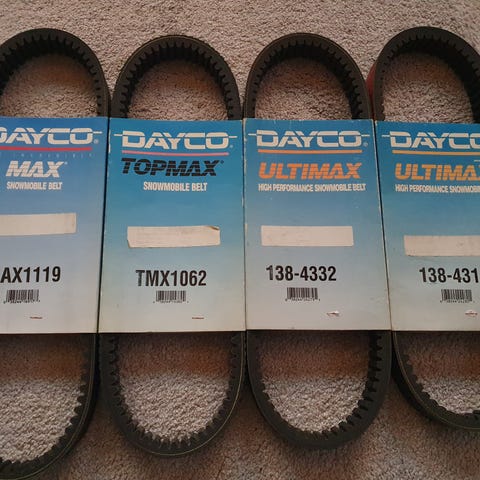 DAYCO
MAX
SNOWMOBILE BELT
AX1119
DAYCO
TOPMAX
SNOWMOBILE BELT
TMX1062
DAYCO
ULTIMAX
HIGH PERFORMANCE SNOWMOBILE BELT
138-4332
DAYCO
ULTIMA
HIGH PERFORMANCE SNOWMOBIL
138-431